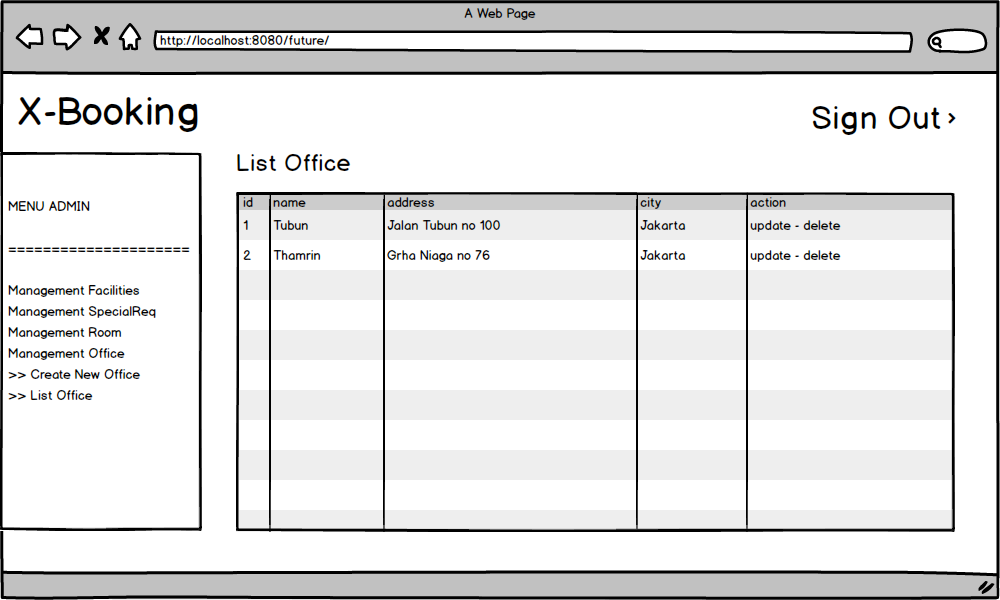 A Web Page
http://localhost:8080/future/
X-Booking
Sign Out
List Office
MENU ADMIN
=====================
Management Facilities
Management SpecialReq
Management Room
Management Office
>> Create New Office
>> List Office
id name address city action
1 Tubun Jalan Tubun no 100 Jakarta update - delete
2 Thamrin Grha Niaga no 76 Jakarta update - delete